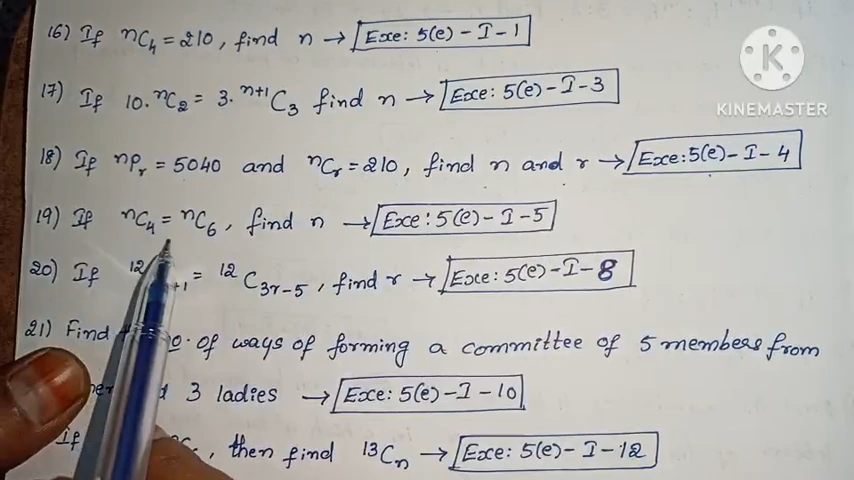 16) If ⁿC₄ = 210, find n → Exe: 5(e) - I - 1
17) If 10.ⁿC₂ = 3.ⁿ⁺¹C₃ find n → Exe: 5(e) - I - 3
18) If nPᵣ = 5040 and ⁿCᵣ = 210, find n and r → Exe: 5(e) - I - 4
19) If ⁿC₄ = ⁿC₆, find n → Exe: 5(e) - I - 5
20) If ¹² ₊₁ = ¹²C₃ᵣ₋₅, find r → Exe: 5(e) - I - 8
21) Find of ways of forming a committee of 5 members from
3 ladies → Exe: 5(e) - I - 10
If , then find ¹³Cₙ → Exe: 5(e) - I - 12
KINEMASTER